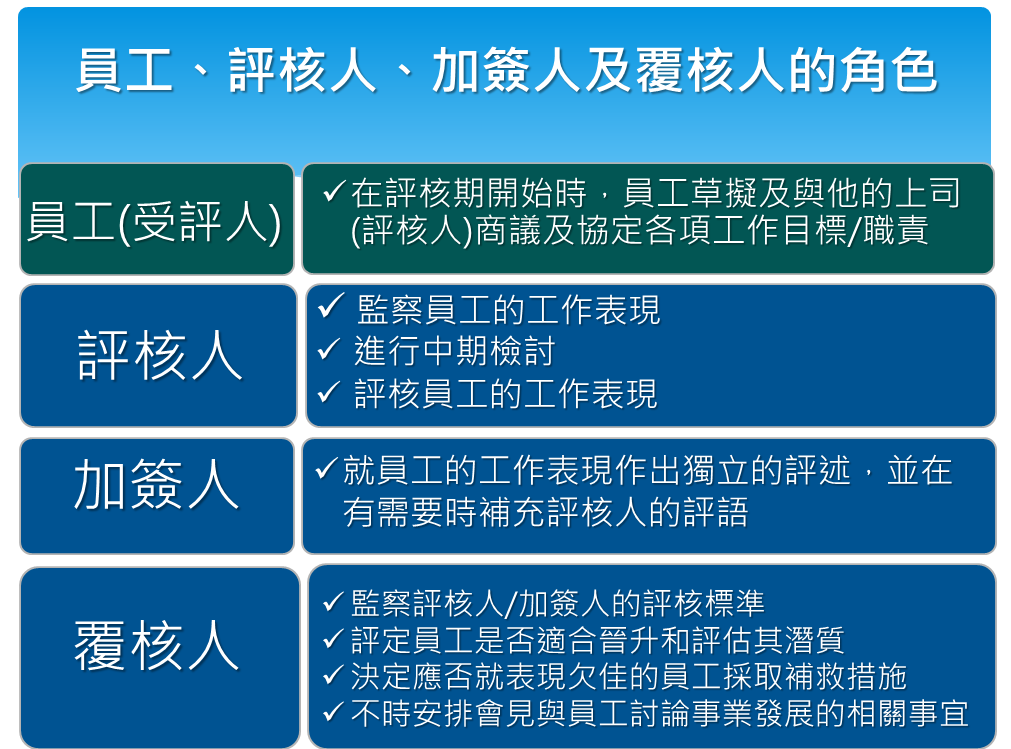 員工、評核人、加簽人及覆核人的角色
員工(受評人)
✓在評核期開始時，員工草擬及與他的上司
(評核人)商議及協定各項工作目標/職責
評核人
✓ 監察員工的工作表現
✓ 進行中期檢討
✓ 評核員工的工作表現
加簽人
✓就員工的工作表現作出獨立的評述，並在
有需要時補充評核人的評語
覆核人
✓監察評核人/加簽人的評核標準
✓評定員工是否適合晉升和評估其潛質
✓決定應否就表現欠佳的員工採取補救措施
✓不時安排會見與員工討論事業發展的相關事宜